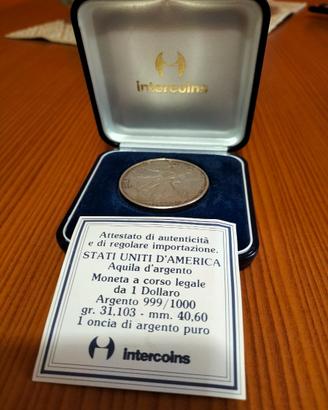 intercoins
Attestato di autenticità
e di regolare importazione.
STATI UNITI D'AMERICA
Aquila d'argento
Moneta a corso legale
da 1 Dollaro
Argento 999/1000
gr. 31,103 - mm. 40,60
1 oncia di argento puro
intercoins